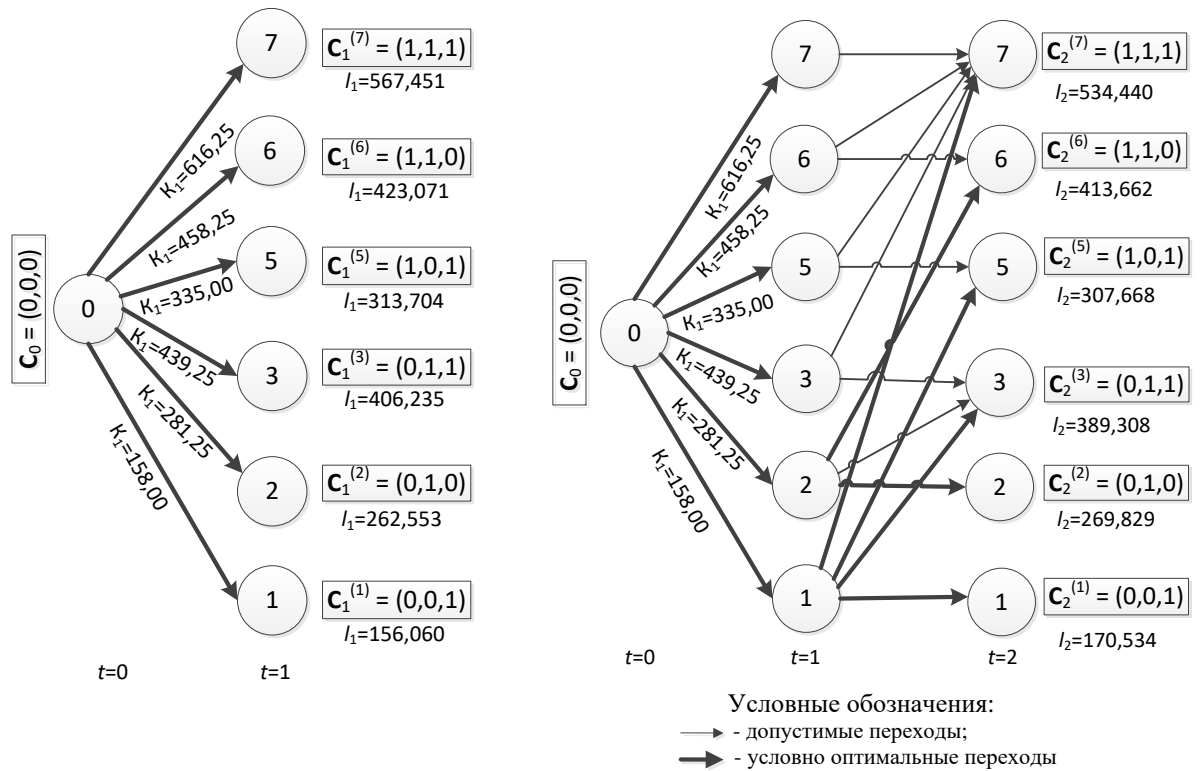 C₀ = (0,0,0)
0
K₁=616,25
K₁=458,25
K₁=335,00
K₁=439,25
K₁=281,25
K₁=158,00
7
C₁⁽⁷⁾ = (1,1,1)
l₁=567,451
6
C₁⁽⁶⁾ = (1,1,0)
l₁=423,071
5
C₁⁽⁵⁾ = (1,0,1)
l₁=313,704
3
C₁⁽³⁾ = (0,1,1)
l₁=406,235
2
C₁⁽²⁾ = (0,1,0)
l₁=262,553
1
C₁⁽¹⁾ = (0,0,1)
l₁=156,060
t=0 t=1
C₀ = (0,0,0)
0
K₁=616,25
K₁=458,25
K₁=335,00
K₁=439,25
K₁=281,25
K₁=158,00
7 7
C₂⁽⁷⁾ = (1,1,1)
l₂=534,440
6 6
C₂⁽⁶⁾ = (1,1,0)
l₂=413,662
5 5
C₂⁽⁵⁾ = (1,0,1)
l₂=307,668
3 3
C₂⁽³⁾ = (0,1,1)
l₂=389,308
2 2
C₂⁽²⁾ = (0,1,0)
l₂=269,829
1 1
C₂⁽¹⁾ = (0,0,1)
l₂=170,534
t=0 t=1 t=2
Условные обозначения:
- допустимые переходы;
- условно оптимальные переходы